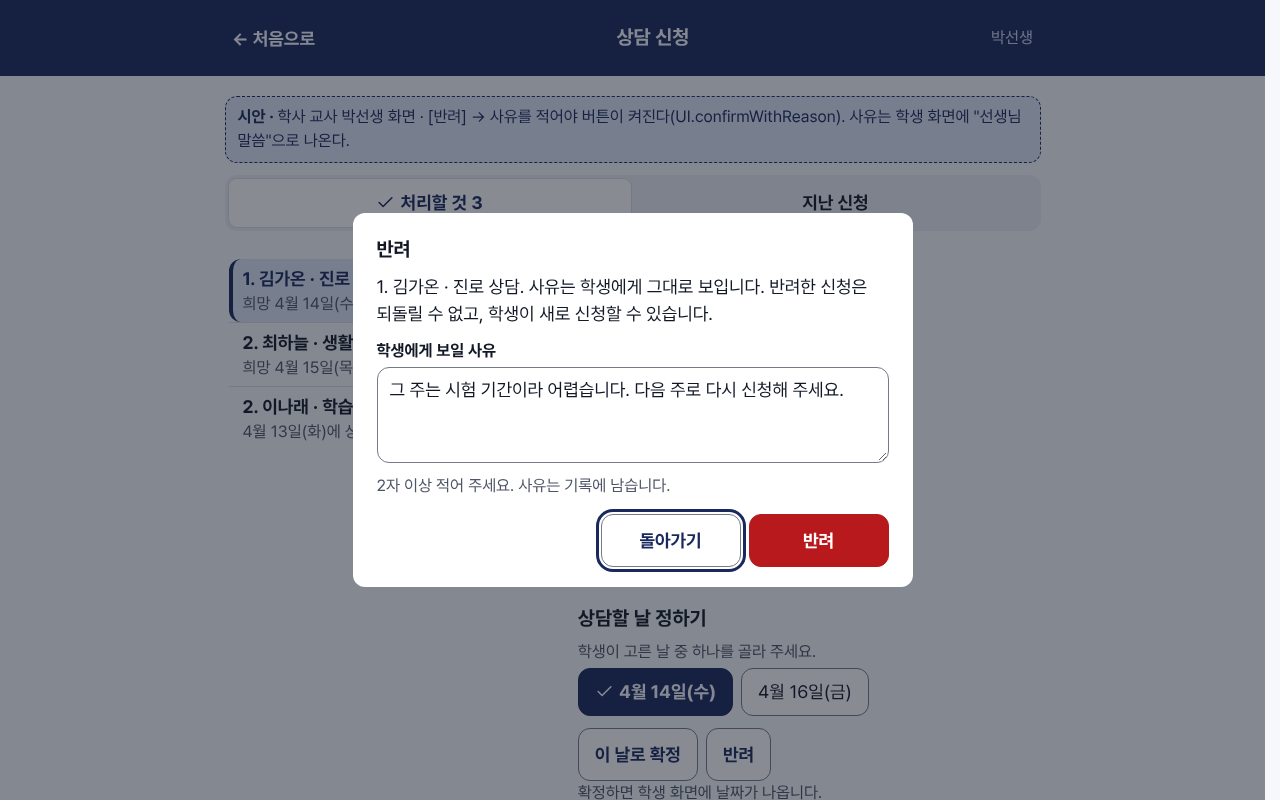 ← 처음으로
상담 신청
박선생
시안 · 학사 교사 박선생 화면 · [반려] → 사유를 적어야 버튼이 켜진다(UI.confirmWithReason). 사유는 학생 화면에 "선생님
말씀"으로 나온다.
✓ 처리할 것 3
지난 신청
1. 김가온 · 진로
희망 4월 14일(수
2. 최하늘 · 생활
희망 4월 15일(목
2. 이나래 · 학습
4월 13일(화)에
반려
1. 김가온 · 진로 상담. 사유는 학생에게 그대로 보입니다. 반려한 신청은
되돌릴 수 없고, 학생이 새로 신청할 수 있습니다.
학생에게 보일 사유
그 주는 시험 기간이라 어렵습니다. 다음 주로 다시 신청해 주세요.
2자 이상 적어 주세요. 사유는 기록에 남습니다.
돌아가기
반려
상담할 날 정하기
학생이 고른 날 중 하나를 골라 주세요.
✓ 4월 14일(수)
4월 16일(금)
이 날로 확정
반려
확정하면 학생 화면에 날짜가 나옵니다.